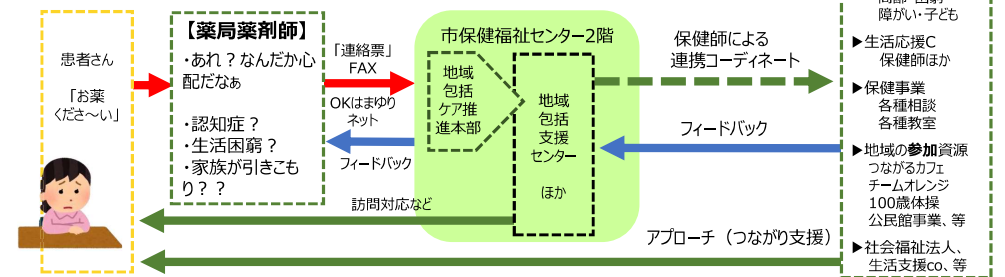 患者さん
「お薬
くださ～い」
【薬局薬剤師】
・あれ？なんだか心
配だなぁ
・認知症？
・生活困窮？
・家族が引きこも
り？？
「連絡票」
FAX
OKはまゆり
ネット
フィードバック
訪問対応など
市保健福祉センター2階
地域
包括
ケア推
進本部
地域
包括
支援
センター
ほか
保健師による
連携コーディネート
フィードバック
アプローチ（つながり支援）
障がい・子ども
▶生活応援C
保健師ほか
▶保健事業
各種相談
各種教室
▶地域の参加資源
つながるカフェ
チームオレンジ
100歳体操
公民館事業、等
▶社会福祉法人、
生活支援co、等